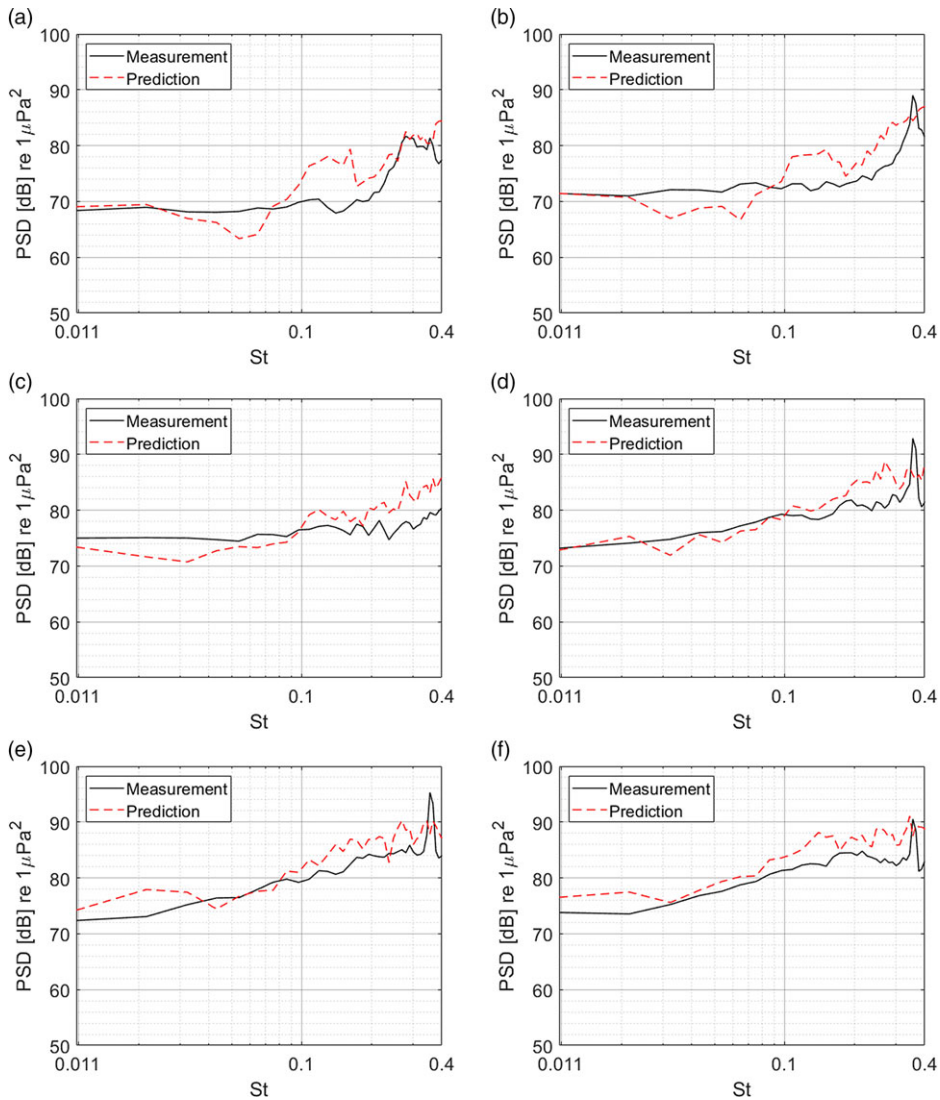 (a)
PSD [dB] re 1μPa²
100
90
80
70
60
50
Measurement
Prediction
0.011
0.1
0.4
St
(b)
PSD [dB] re 1μPa²
100
90
80
70
60
50
Measurement
Prediction
0.011
0.1
0.4
St
(c)
PSD [dB] re 1μPa²
100
90
80
70
60
50
Measurement
Prediction
0.011
0.1
0.4
St
(d)
PSD [dB] re 1μPa²
100
90
80
70
60
50
Measurement
Prediction
0.011
0.1
0.4
St
(e)
PSD [dB] re 1μPa²
100
90
80
70
60
50
Measurement
Prediction
0.011
0.1
0.4
St
(f)
PSD [dB] re 1μPa²
100
90
80
70
60
50
Measurement
Prediction
0.011
0.1
0.4
St